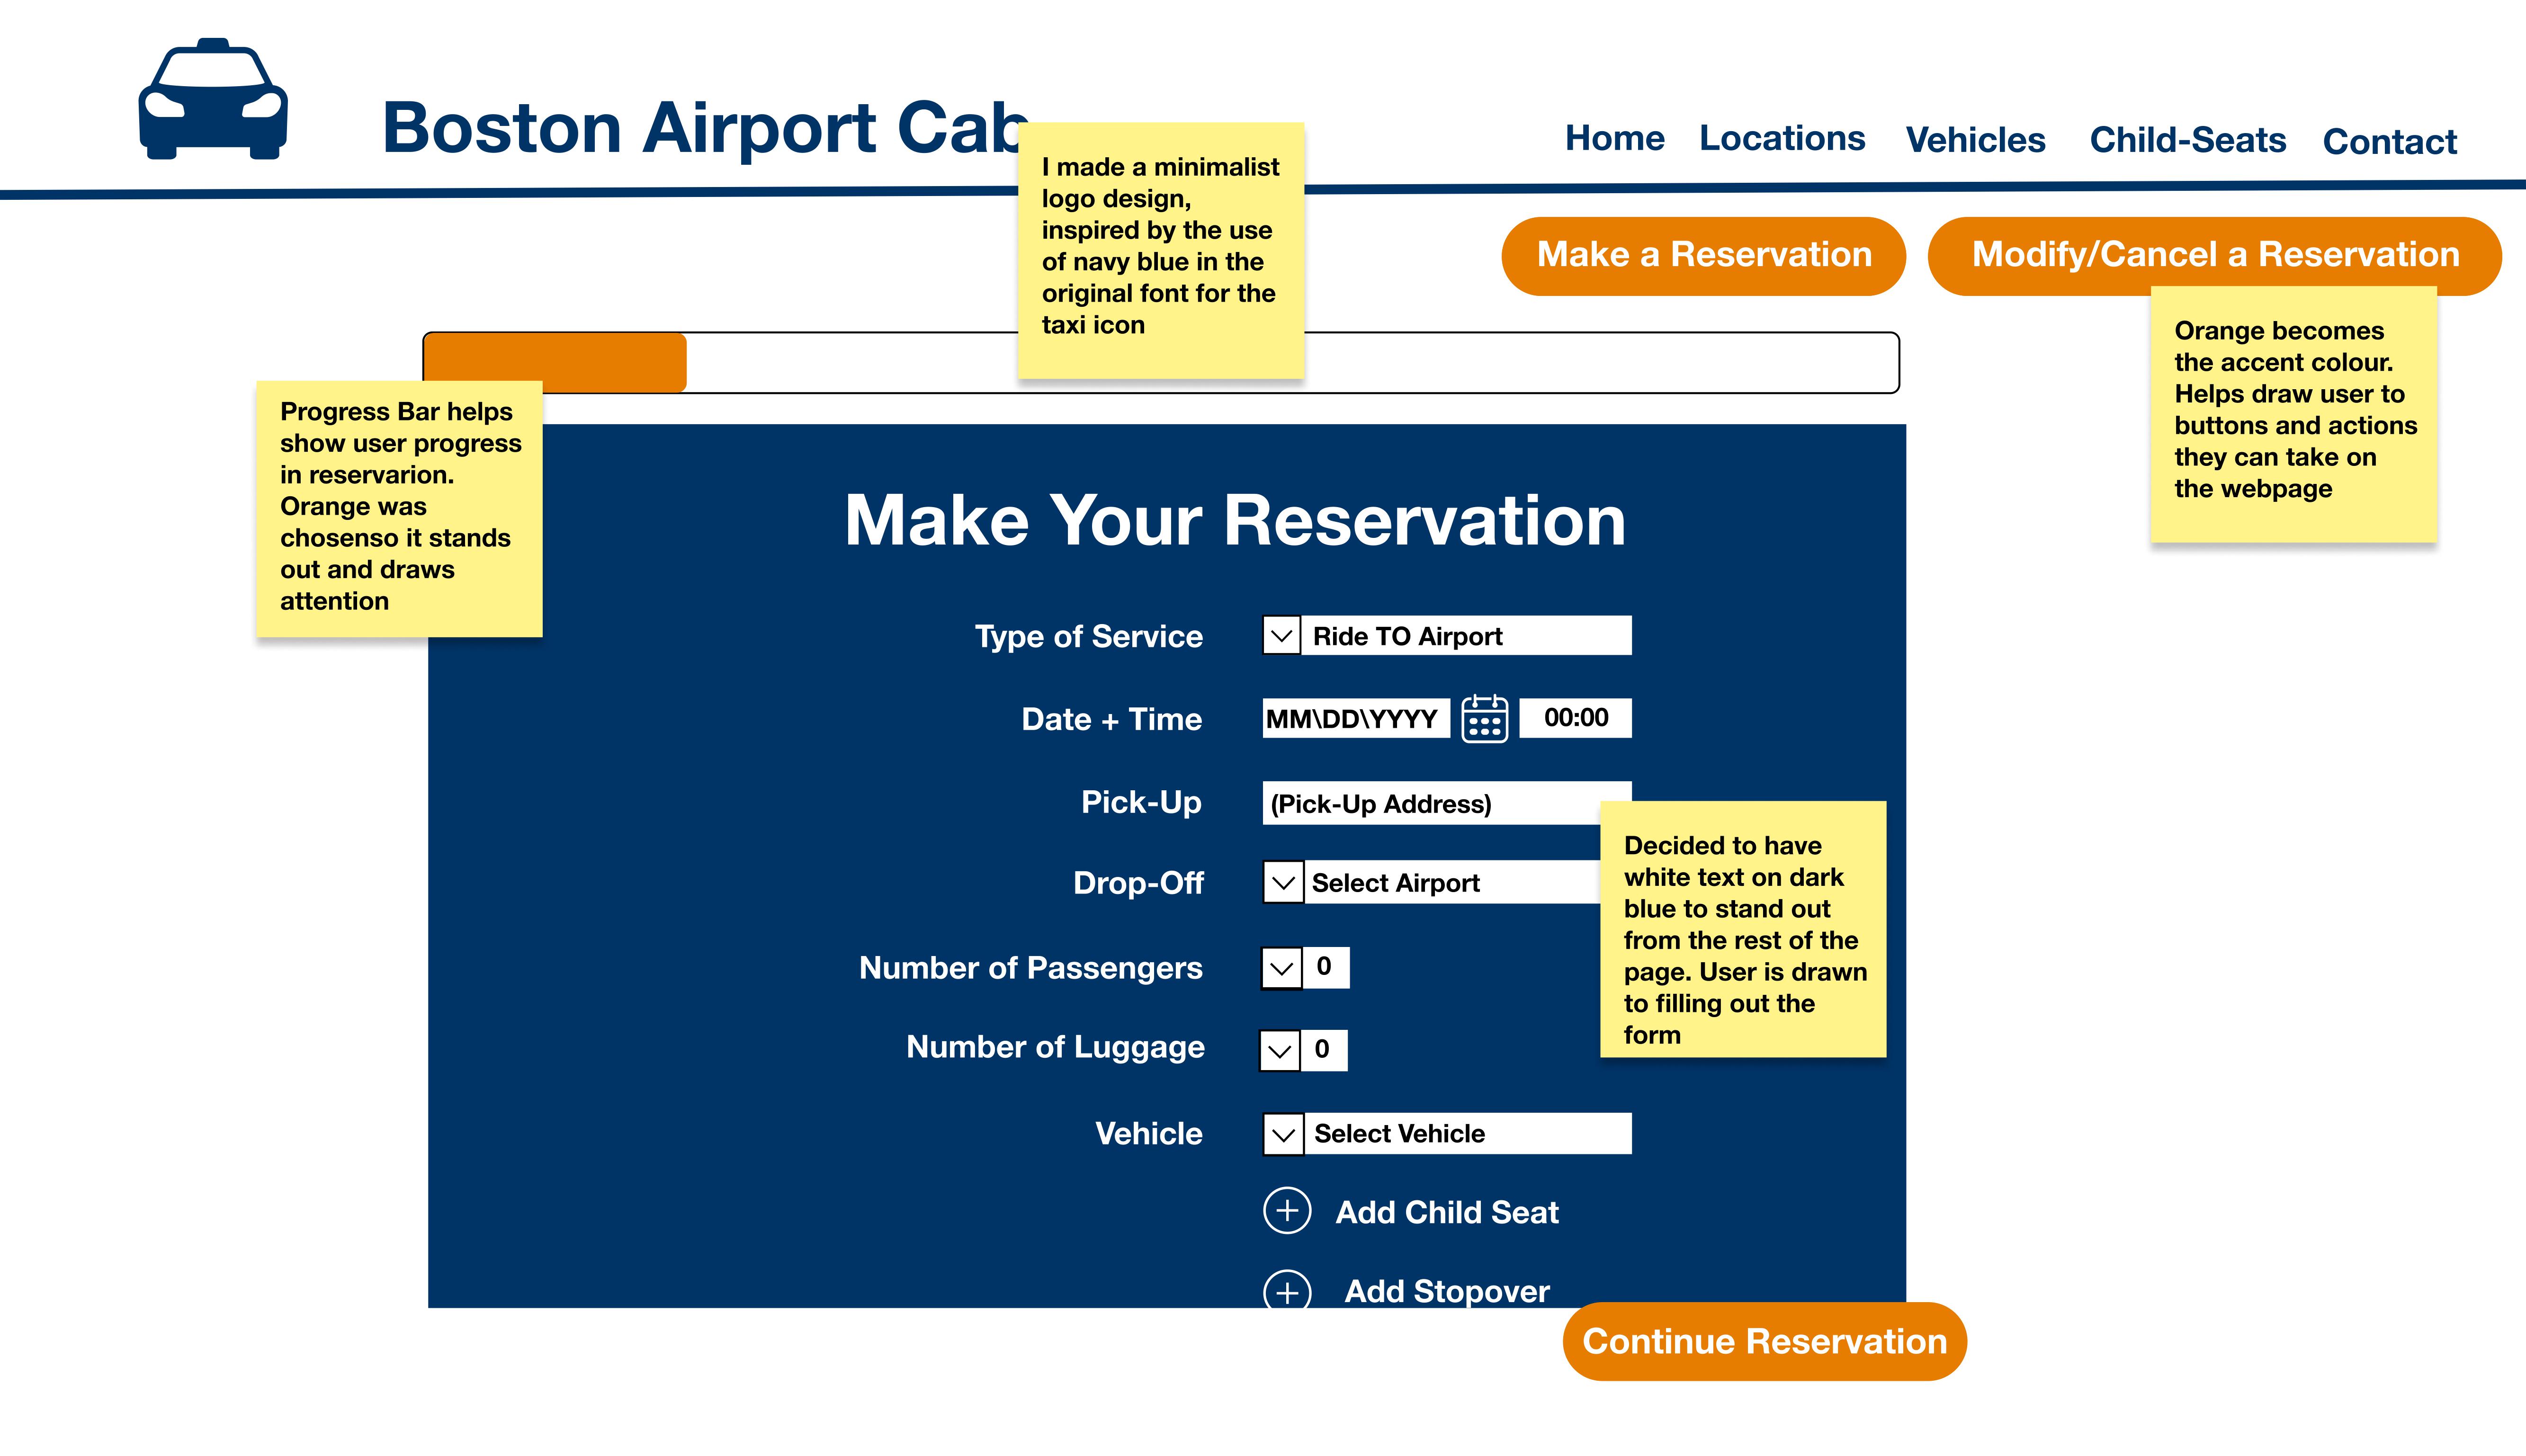 Boston Airport Cab
Home Locations Vehicles Child-Seats Contact
I made a minimalist
logo design,
inspired by the use
of navy blue in the
original font for the
taxi icon
Make a Reservation
Modify/Cancel a Reservation
Orange becomes
the accent colour.
Helps draw user to
buttons and actions
they can take on
the webpage
Progress Bar helps
show user progress
in reservarion.
Orange was
chosenso it stands
out and draws
attention
Make Your Reservation
Type of Service Ride TO Airport
Date + Time MM\DD\YYYY 00:00
Pick-Up (Pick-Up Address)
Drop-Off Select Airport
Number of Passengers 0
Number of Luggage 0
Vehicle Select Vehicle
Add Child Seat
Add Stopover
Decided to have
white text on dark
blue to stand out
from the rest of the
page. User is drawn
to filling out the
form
Continue Reservation